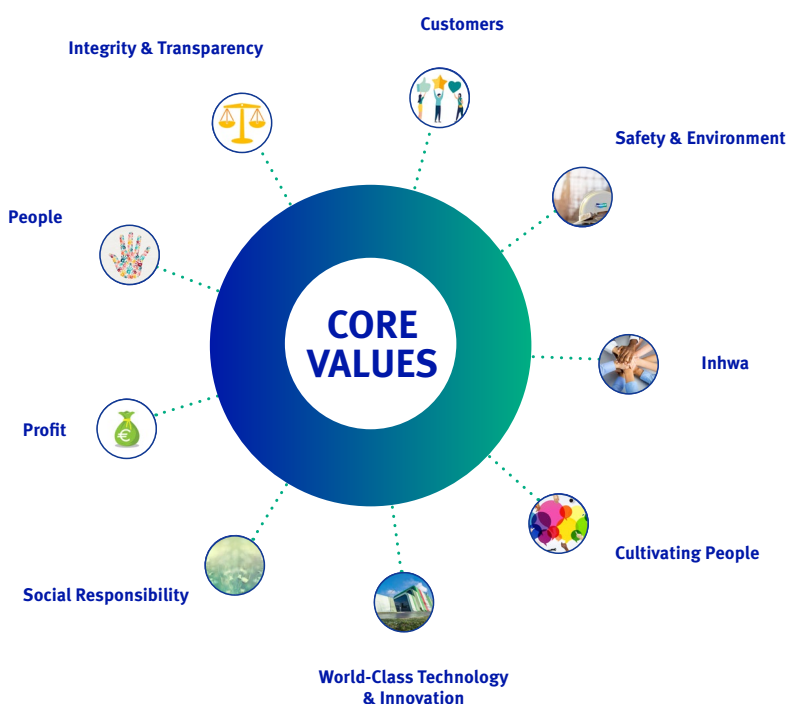 Customers
Integrity & Transparency
Safety & Environment
People
CORE
VALUES
Inhwa
Profit
Cultivating People
Social Responsibility
World-Class Technology
& Innovation
€